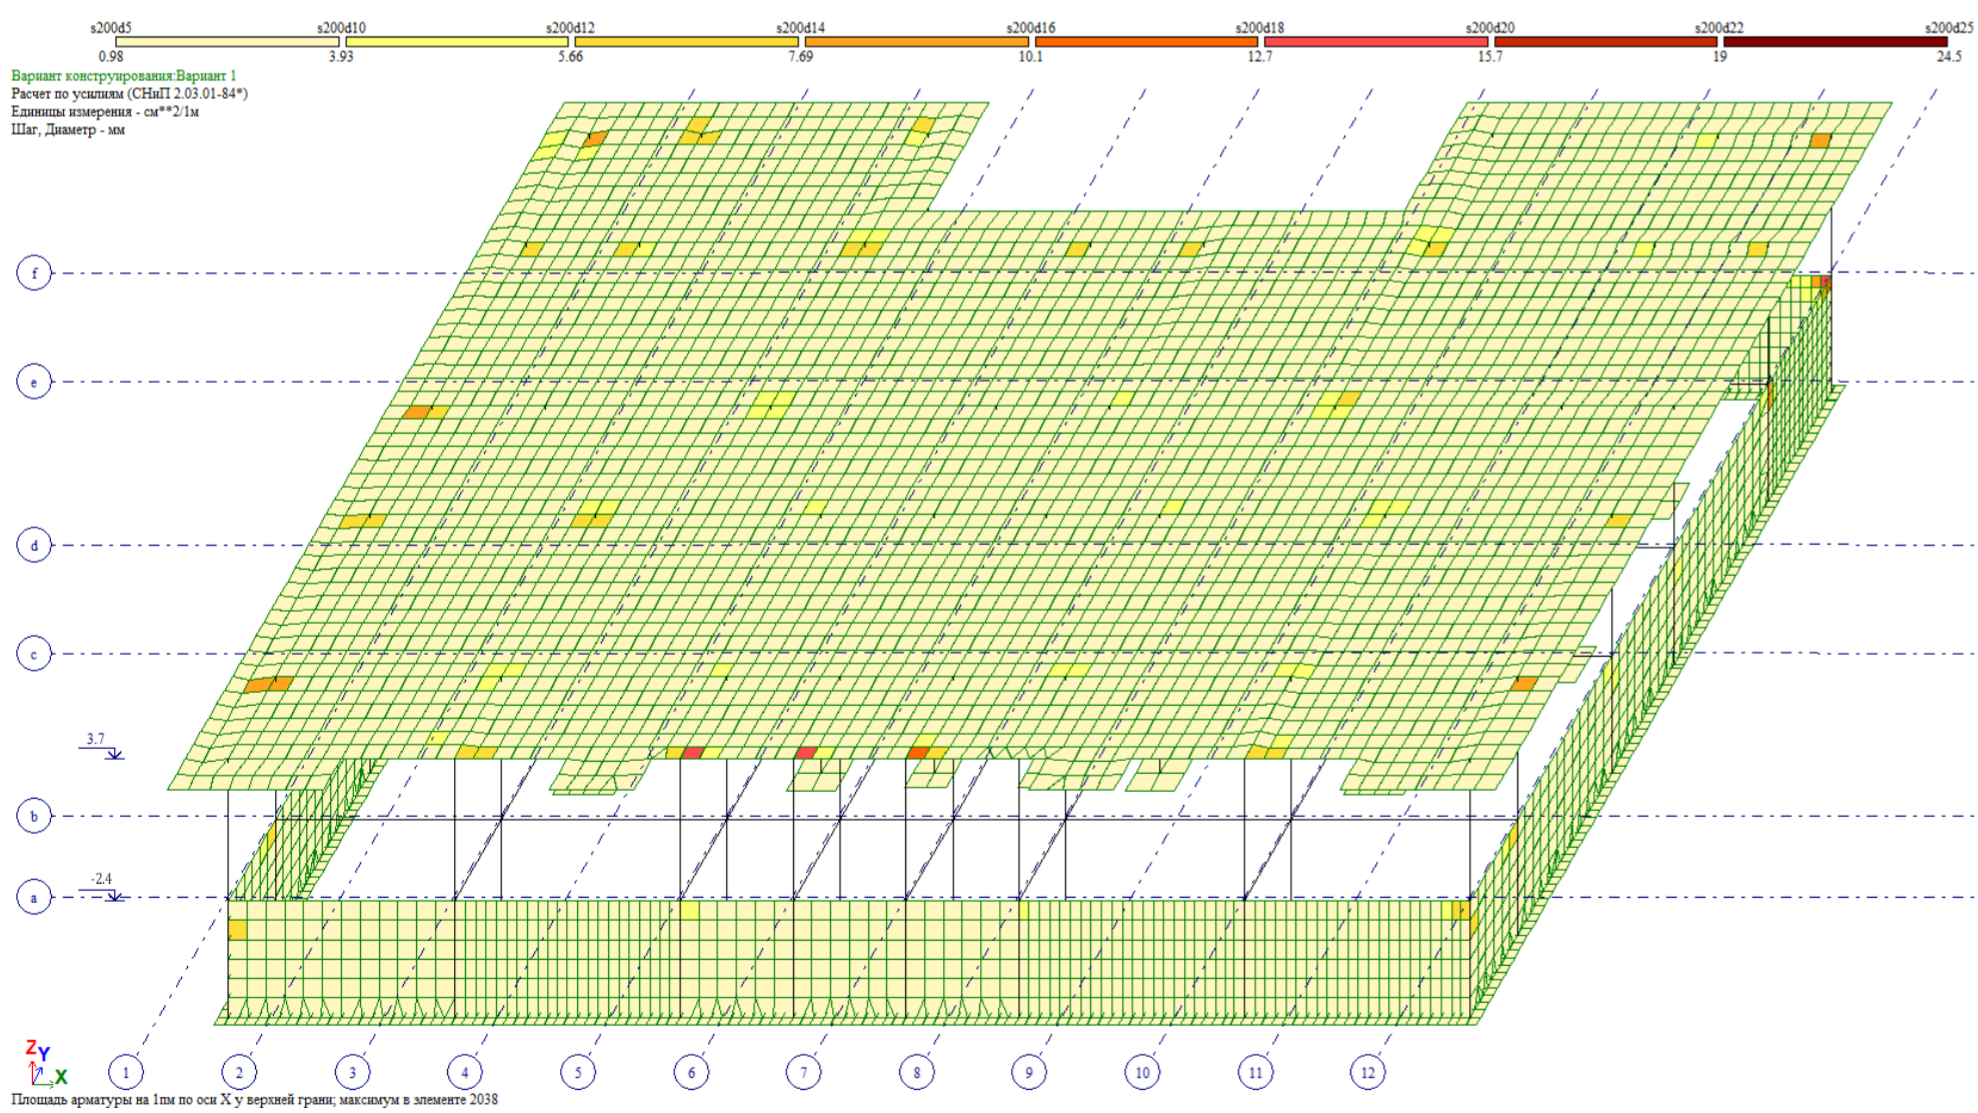 s200d5 s200d10 s200d12 s200d14 s200d16 s200d18 s200d20 s200d22 s200d25
0.98 3.93 5.66 7.69 10.1 12.7 15.7 19 24.5
Вариант конструирования:Вариант 1
Расчет по усилиям (СНиП 2.03.01-84*)
Единицы измерения - см**2/1м
Шаг, Диаметр - мм
f
e
d
c
3.7
b
-2.4
a
Z Y
X
1 2 3 4 5 6 7 8 9 10 11 12
Площадь арматуры на 1пм по оси X у верхней грани; максимум в элементе 2038